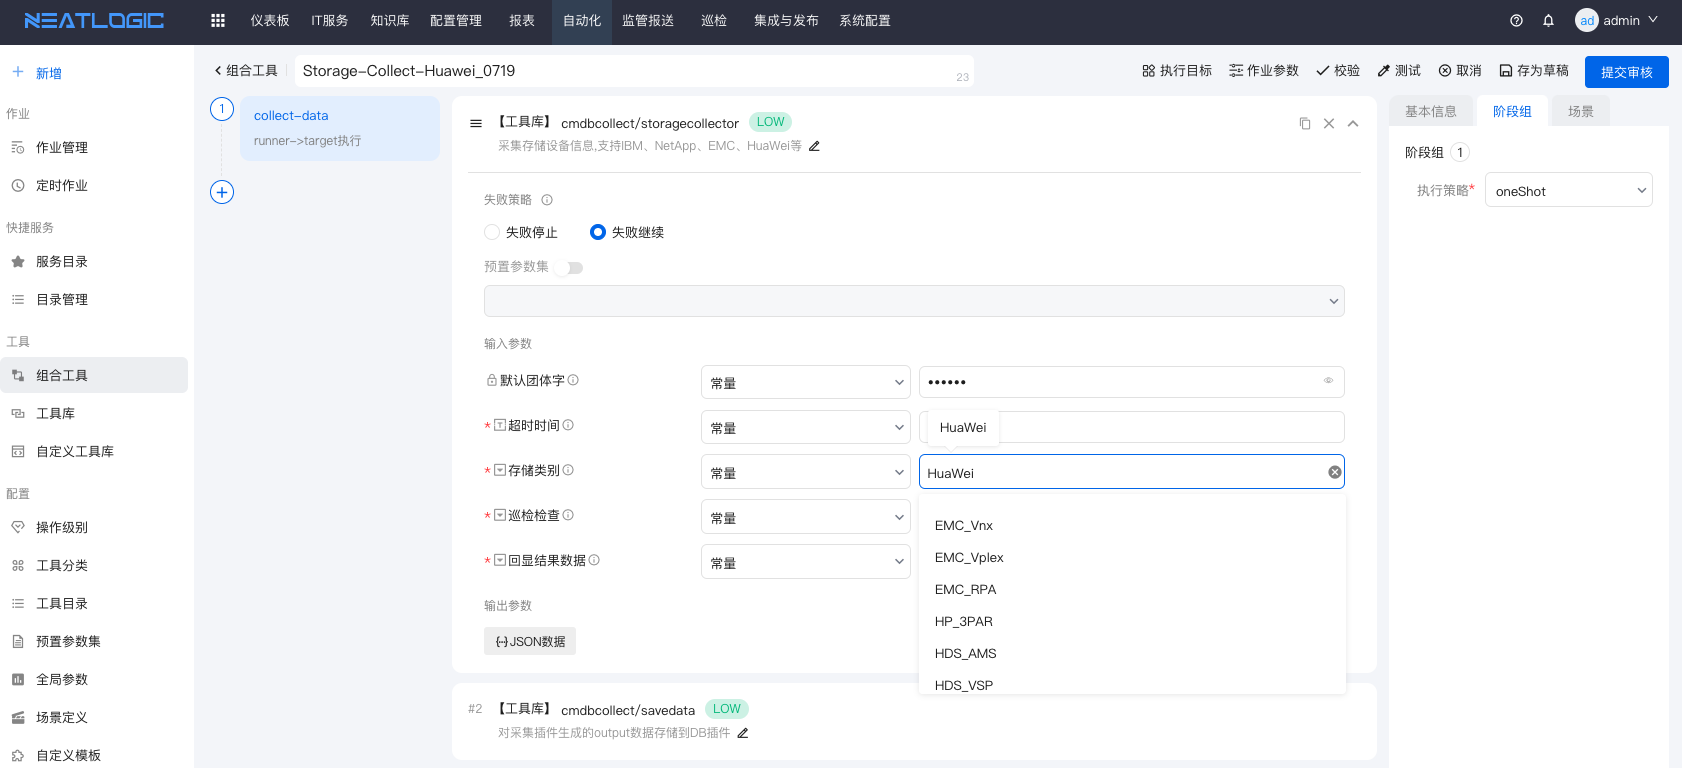 NEATLOGIC
仪表板 IT服务 知识库 配置管理 报表 自动化 监管报送 巡检 集成与发布 系统配置
ad admin
新增
作业
作业管理
定时作业
快捷服务
服务目录
目录管理
工具
组合工具
工具库
自定义工具库
配置
操作级别
工具分类
工具目录
预置参数集
全局参数
场景定义
自定义模板
组合工具
Storage-Collect-Huawei_0719
23
执行目标 作业参数 校验 测试 取消 存为草稿 提交审核
1
collect-data
runner->target执行
【工具库】 cmdbcollect/storagecollector LOW
采集存储设备信息,支持IBM、NetApp、EMC、HuaWei等
失败策略
失败停止 失败继续
预置参数集
输入参数
默认团体字 常量 ••••••
*超时时间 常量
HuaWei
*存储类别 常量 HuaWei
*巡检检查 常量
*回显结果数据 常量
EMC_Vnx
EMC_Vplex
EMC_RPA
HP_3PAR
HDS_AMS
HDS_VSP
输出参数
JSON数据
#2 【工具库】 cmdbcollect/savedata LOW
对采集插件生成的output数据存储到DB插件
基本信息 阶段组 场景
阶段组 1
执行策略* oneShot